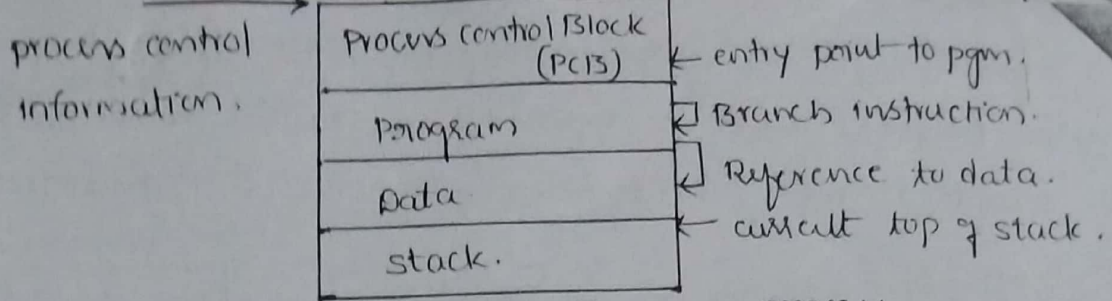 process control
information.
Process Control Block
(PCB)
Program
Data
stack.
entry point to pgm.
Branch instruction.
Reference to data.
current top of stack.